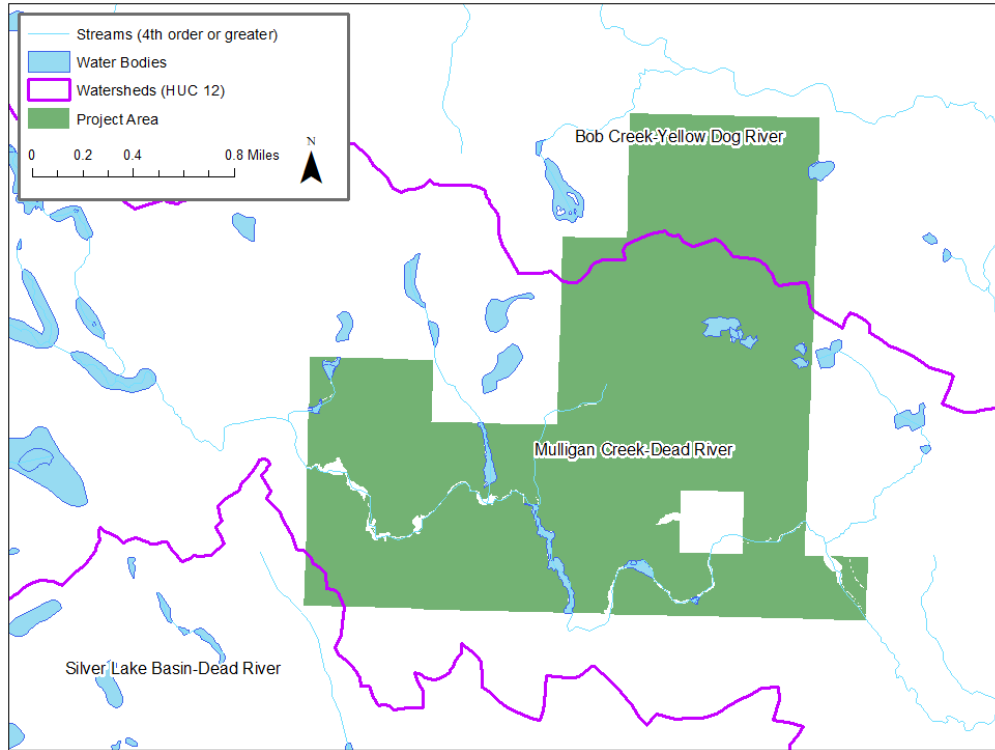 Streams (4th order or greater)
Water Bodies
Watersheds (HUC 12)
Project Area
0 0.2 0.4 0.8 Miles
N
Bob Creek-Yellow Dog River
Mulligan Creek-Dead River
Silver Lake Basin-Dead River